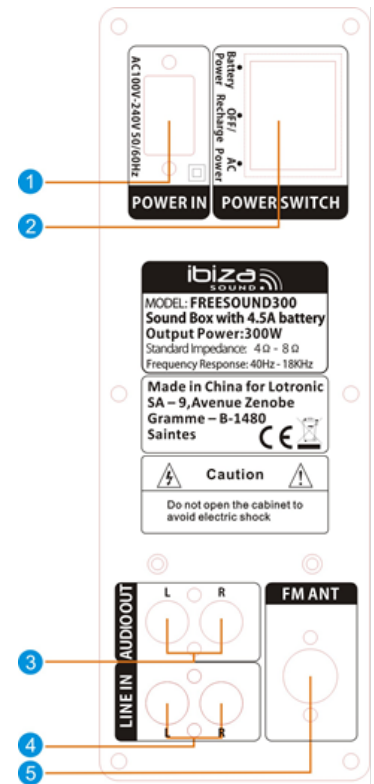 AC100V-240V 50/60Hz
POWER IN
Battery Power
OFF/ Recharge
AC Power
POWER SWITCH
1
2
ibiza
SOUND
MODEL: FREESOUND300
Sound Box with 4.5A battery
Output Power:300W
Standard Impedance: 4Ω - 8Ω
Frequency Response: 40Hz - 18KHz
Made in China for Lotronic
SA – 9,Avenue Zenobe
Gramme – B-1480
Saintes
CE
Caution
Do not open the cabinet to
avoid electric shock
AUDIO OUT
L R
3
LINE IN
L R
4
FM ANT
5